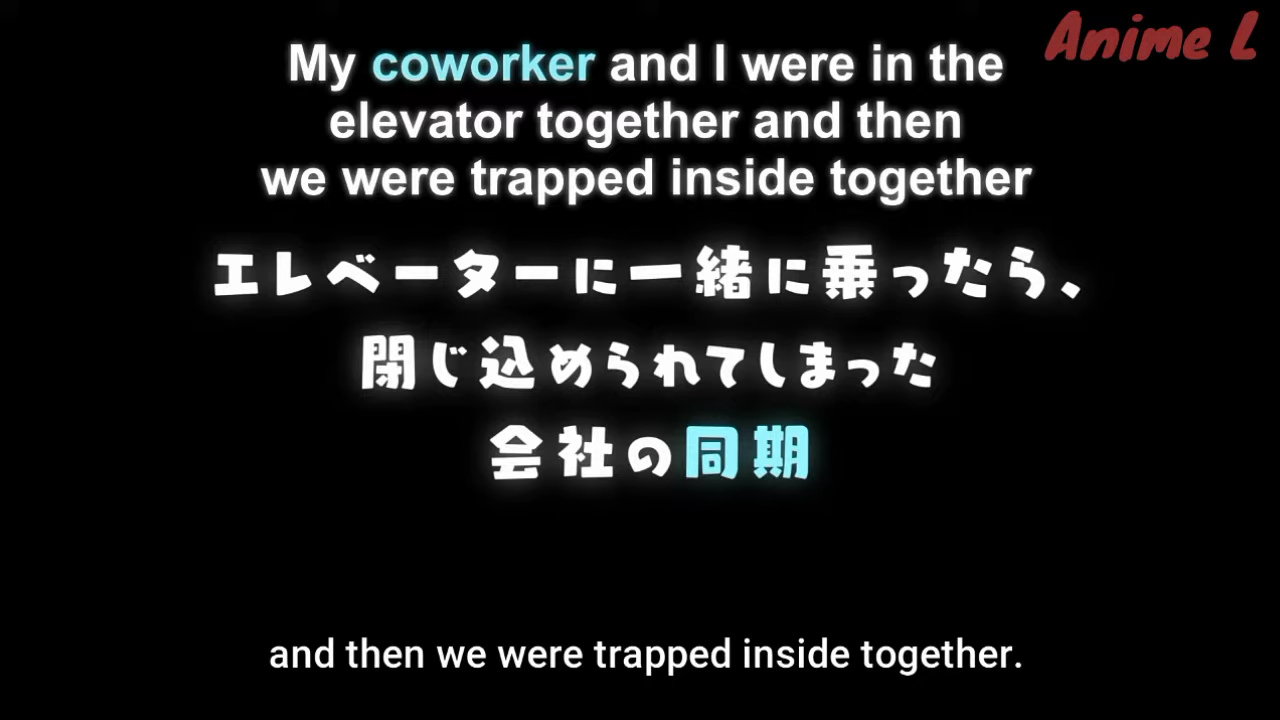 Anime L
My coworker and I were in the
elevator together and then
we were trapped inside together
エレベーターに一緒に乗ったら、
閉じ込められてしまった
会社の同期
and then we were trapped inside together.